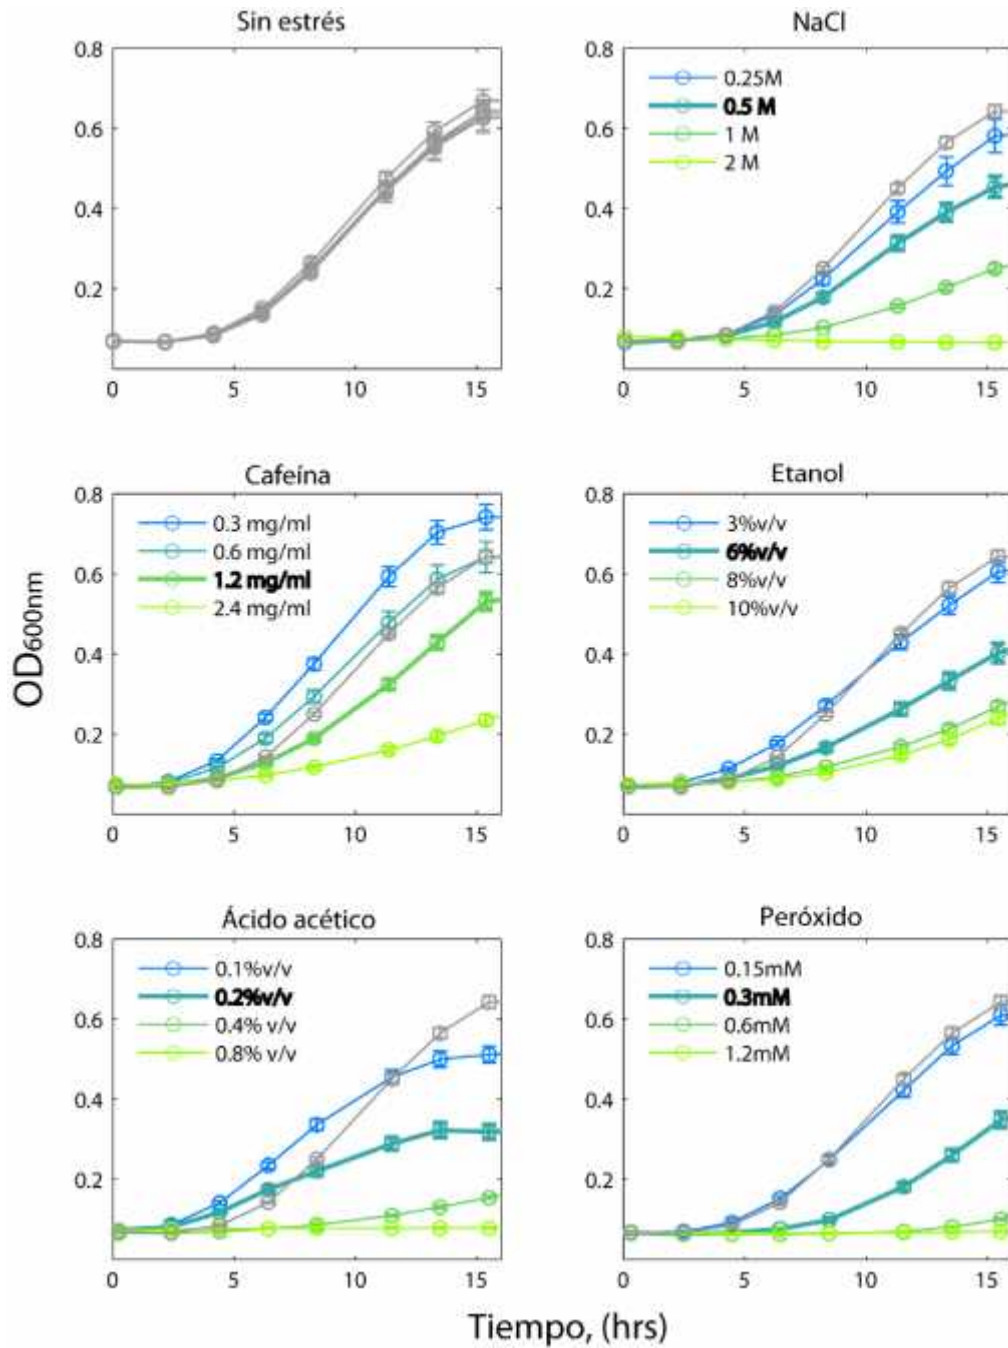 Sin estrés
0.8
0.6
0.4
0.2
0 5 10 15
NaCl
0.8
0.6
0.4
0.2
0.25M
0.5 M
1 M
2 M
0 5 10 15
Cafeína
0.8
0.6
0.4
0.2
0.3 mg/ml
0.6 mg/ml
1.2 mg/ml
2.4 mg/ml
0 5 10 15
Etanol
0.8
0.6
0.4
0.2
3%v/v
6%v/v
8%v/v
10%v/v
0 5 10 15
OD600nm
Ácido acético
0.8
0.6
0.4
0.2
0.1%v/v
0.2%v/v
0.4% v/v
0.8% v/v
0 5 10 15
Peróxido
0.8
0.6
0.4
0.2
0.15mM
0.3mM
0.6mM
1.2mM
0 5 10 15
Tiempo, (hrs)